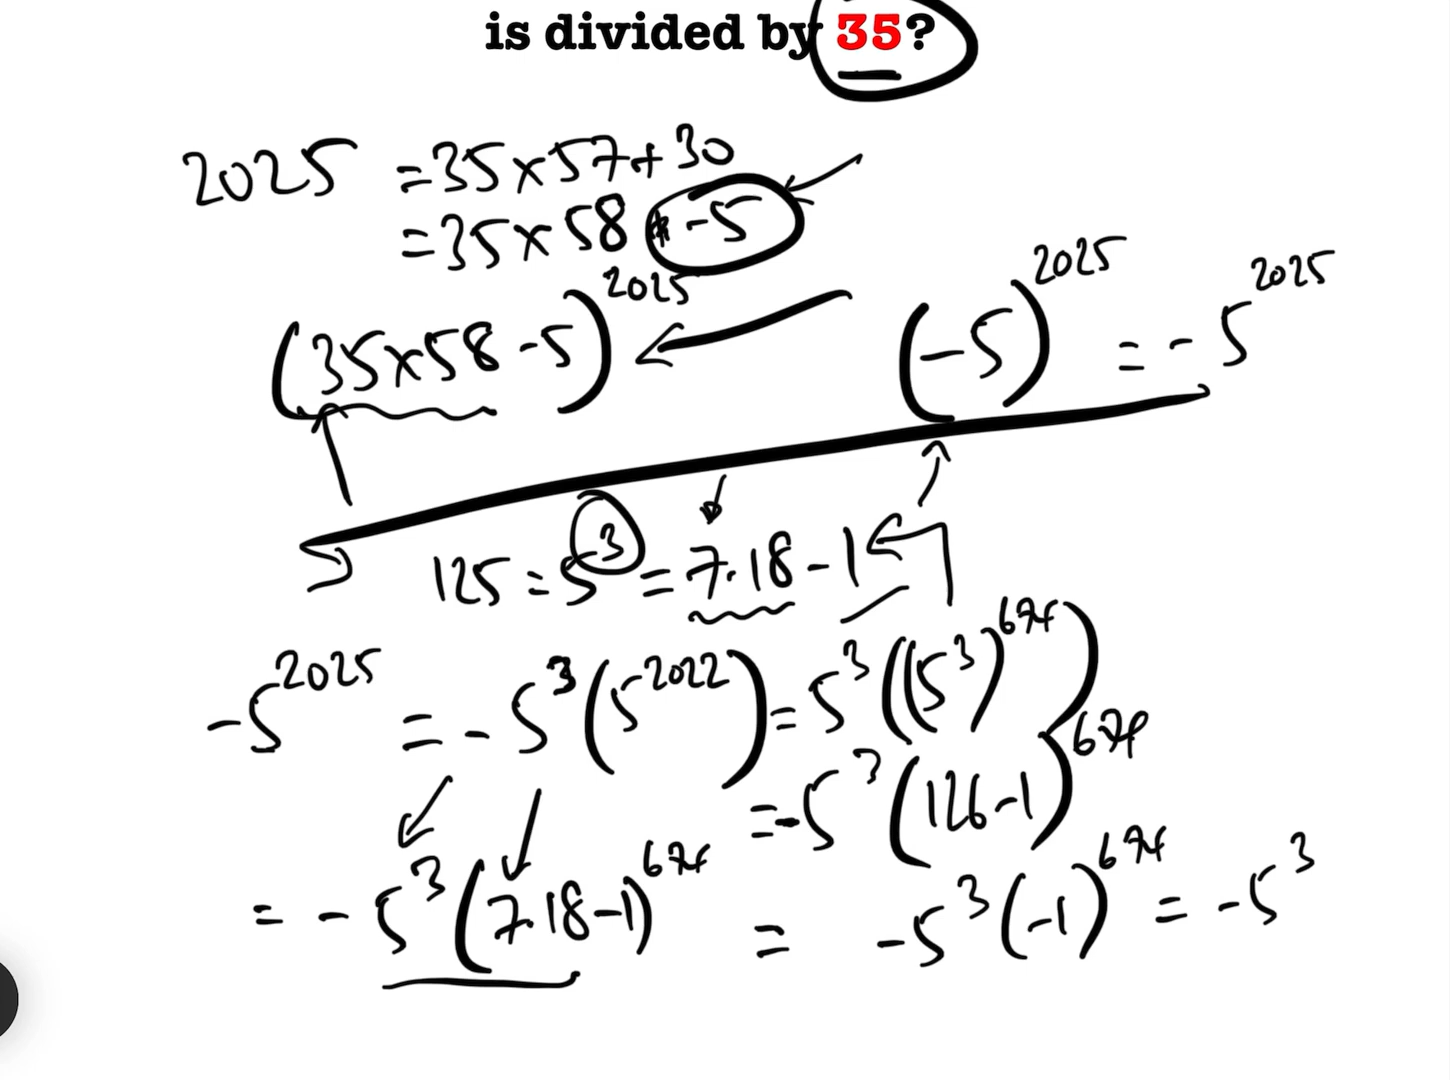 is divided by 35?
2025 = 35×57+30
= 35×58 -5
(35×58-5)^2025
(-5)^2025 = -5^2025
125 = 5^3 = 7.18-1
-5^2025 = -5^3(5^2022) = 5^3((5^3)^674)
= -5^3(126-1)^674
= -5^3(7.18-1)^674 = -5^3(-1)^674 = -5^3